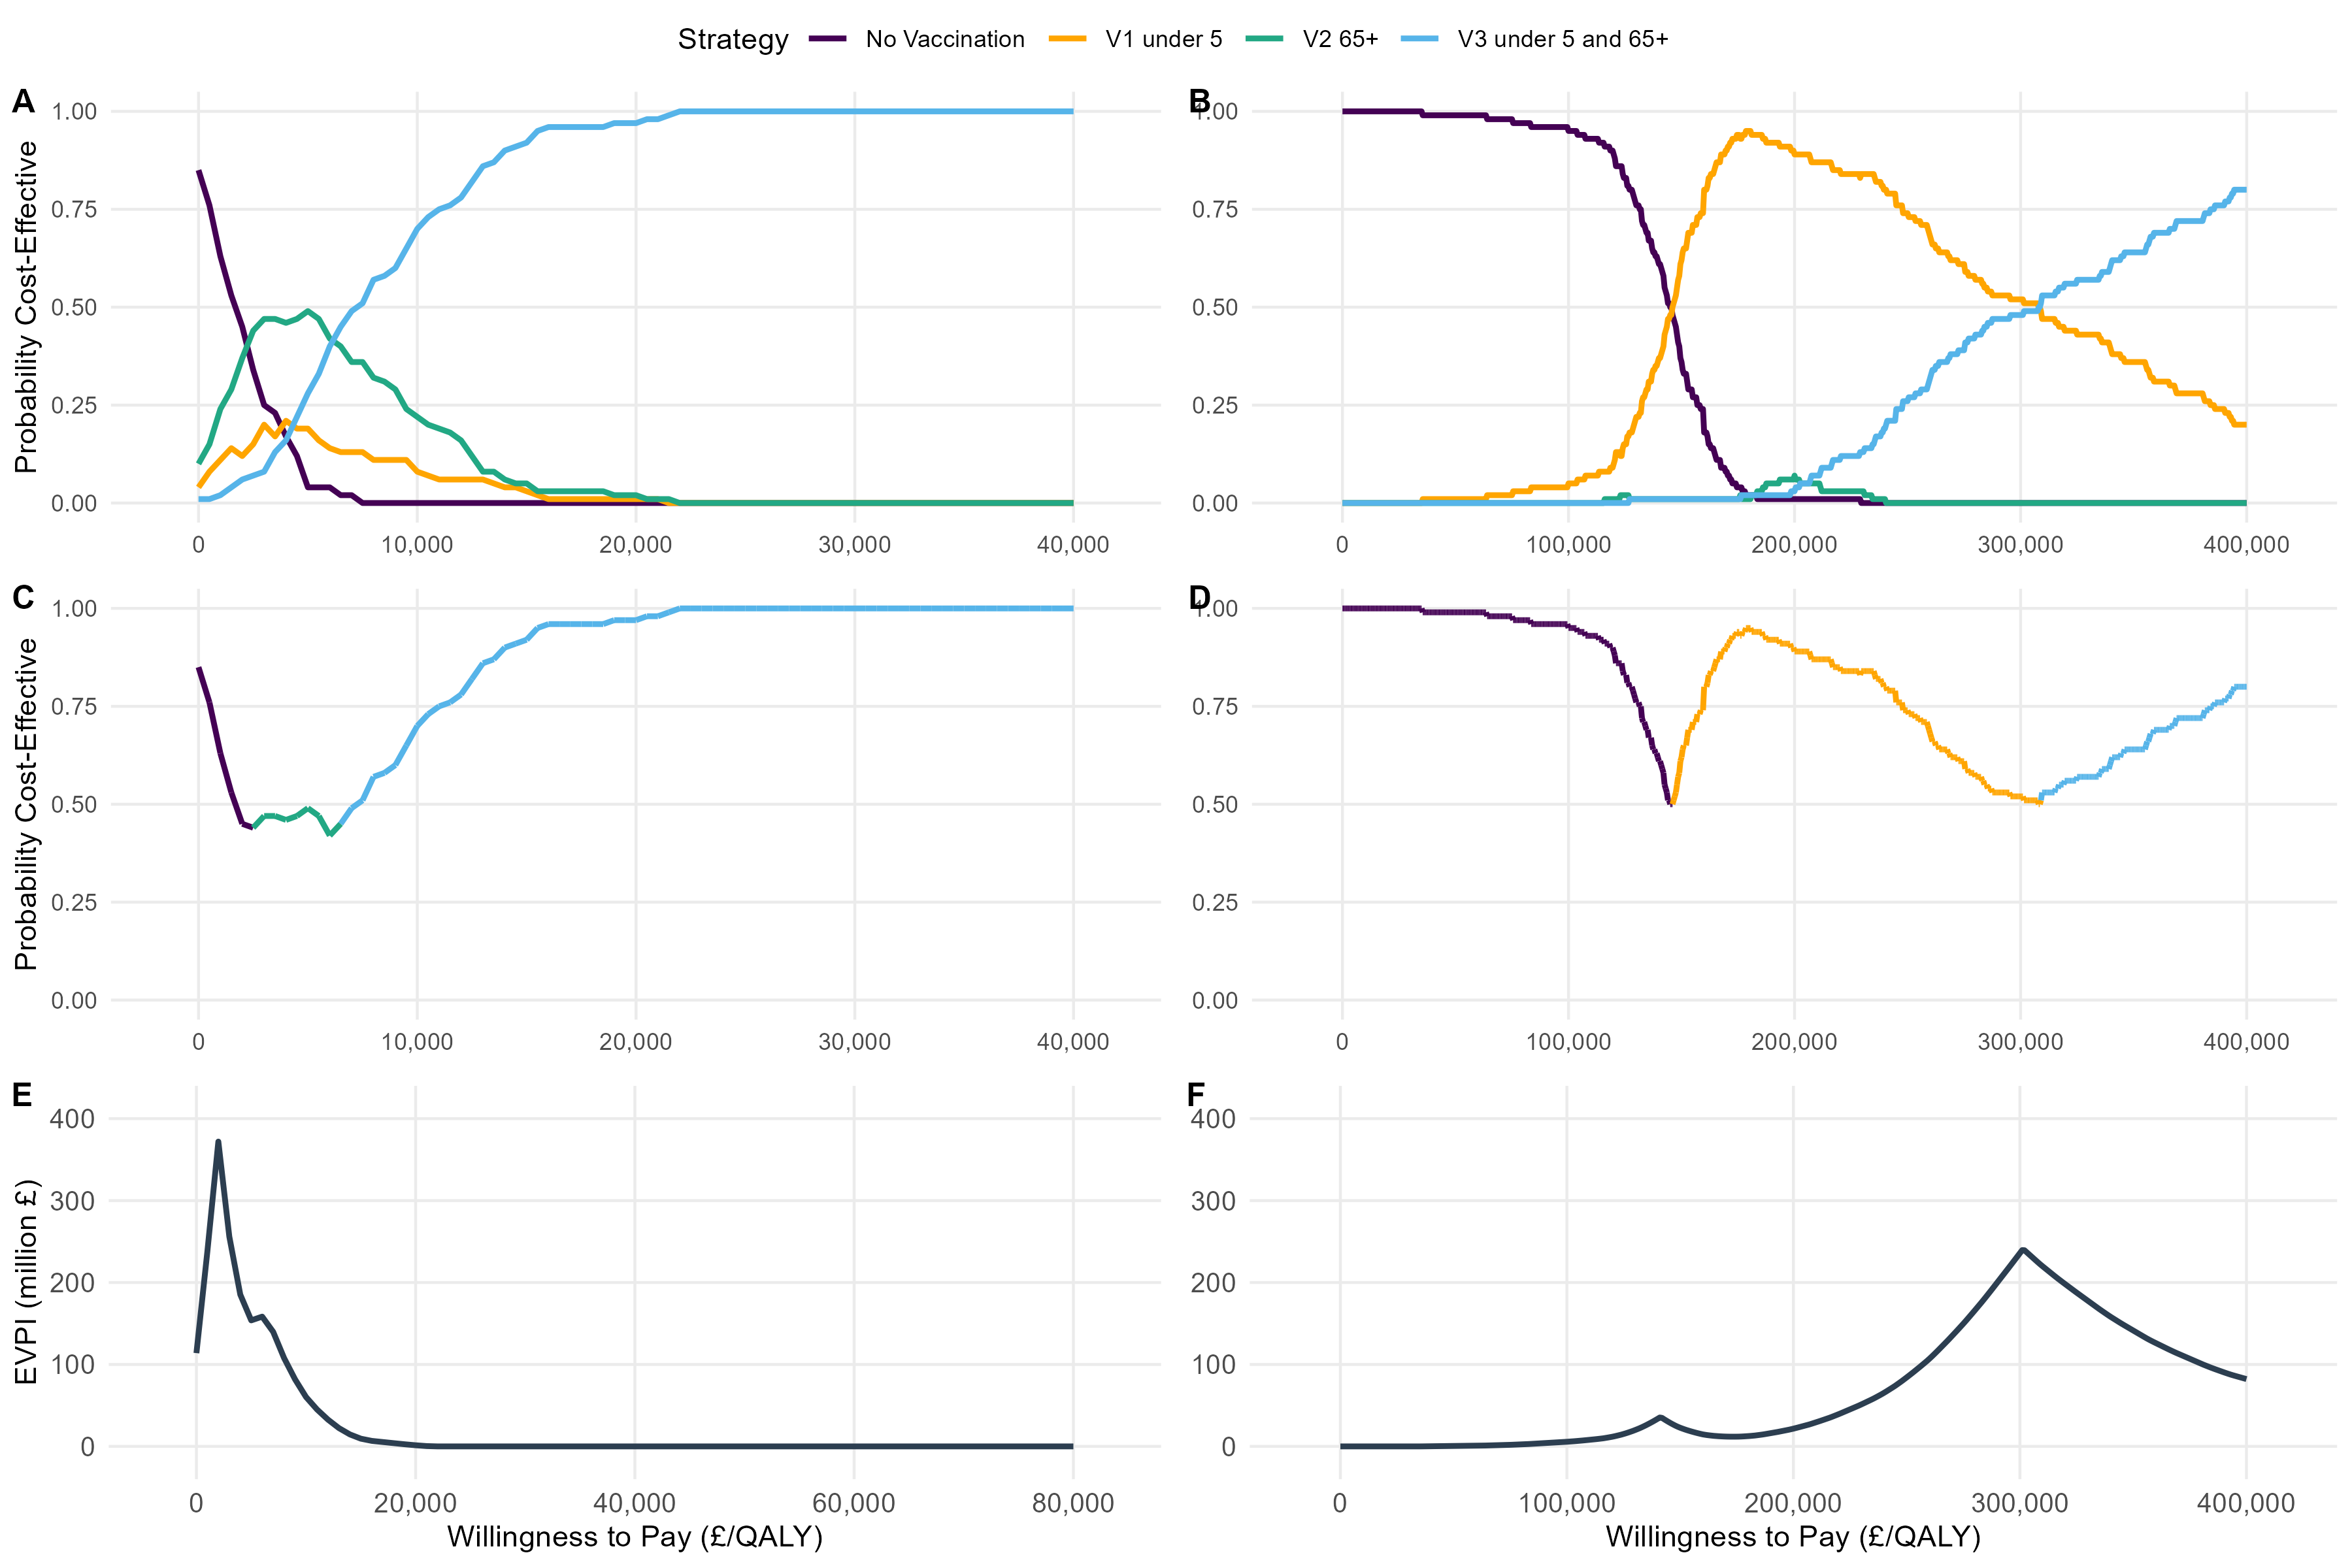 Strategy No Vaccination V1 under 5 V2 65+ V3 under 5 and 65+
A
Probability Cost-Effective
1.00
0.75
0.50
0.25
0.00
0 10,000 20,000 30,000 40,000
B
1.00
0.75
0.50
0.25
0.00
0 100,000 200,000 300,000 400,000
C
Probability Cost-Effective
1.00
0.75
0.50
0.25
0.00
0 10,000 20,000 30,000 40,000
D
1.00
0.75
0.50
0.25
0.00
0 100,000 200,000 300,000 400,000
E
EVPI (million £)
400
300
200
100
0
0 20,000 40,000 60,000 80,000
Willingness to Pay (£/QALY)
F
400
300
200
100
0
0 100,000 200,000 300,000 400,000
Willingness to Pay (£/QALY)